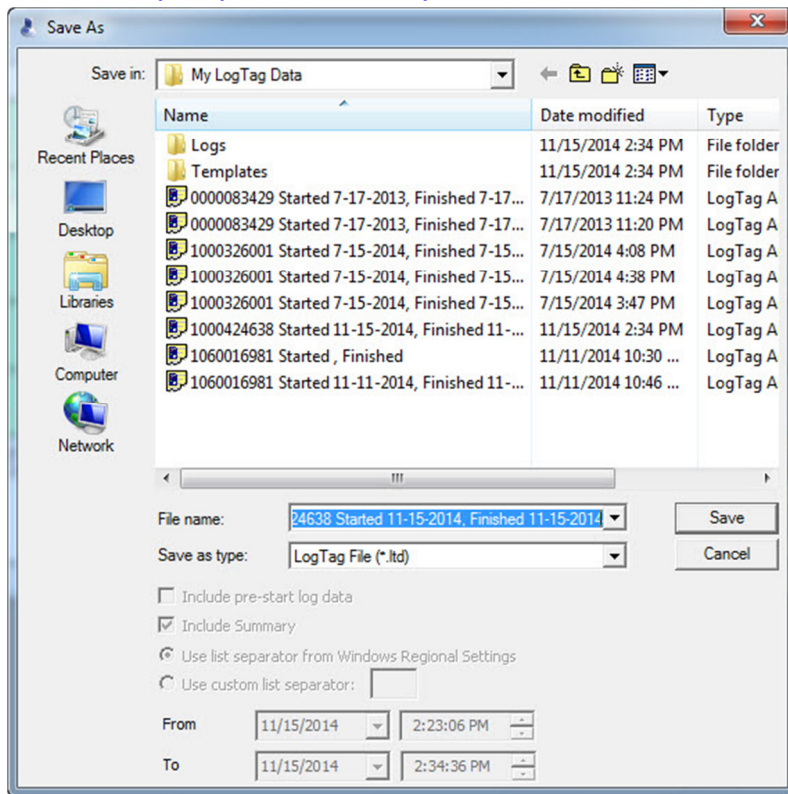 Save As
Save in: My LogTag Data
Name Date modified Type
Logs 11/15/2014 2:34 PM File folder
Templates 11/15/2014 2:34 PM File folder
0000083429 Started 7-17-2013, Finished 7-17... 7/17/2013 11:24 PM LogTag A
0000083429 Started 7-17-2013, Finished 7-17... 7/17/2013 11:20 PM LogTag A
1000326001 Started 7-15-2014, Finished 7-15... 7/15/2014 4:08 PM LogTag A
1000326001 Started 7-15-2014, Finished 7-15... 7/15/2014 4:38 PM LogTag A
1000326001 Started 7-15-2014, Finished 7-15... 7/15/2014 3:47 PM LogTag A
1000424638 Started 11-15-2014, Finished 11-... 11/15/2014 2:34 PM LogTag A
1060016981 Started , Finished 11/11/2014 10:30 ... LogTag A
1060016981 Started 11-11-2014, Finished 11-... 11/11/2014 10:46 ... LogTag A
Recent Places
Desktop
Libraries
Computer
Network
File name: 24638 Started 11-15-2014, Finished 11-15-2014 Save
Save as type: LogTag File (*.ltd) Cancel
Include pre-start log data
Include Summary
Use list separator from Windows Regional Settings
Use custom list separator:
From 11/15/2014 2:23:06 PM
To 11/15/2014 2:34:36 PM